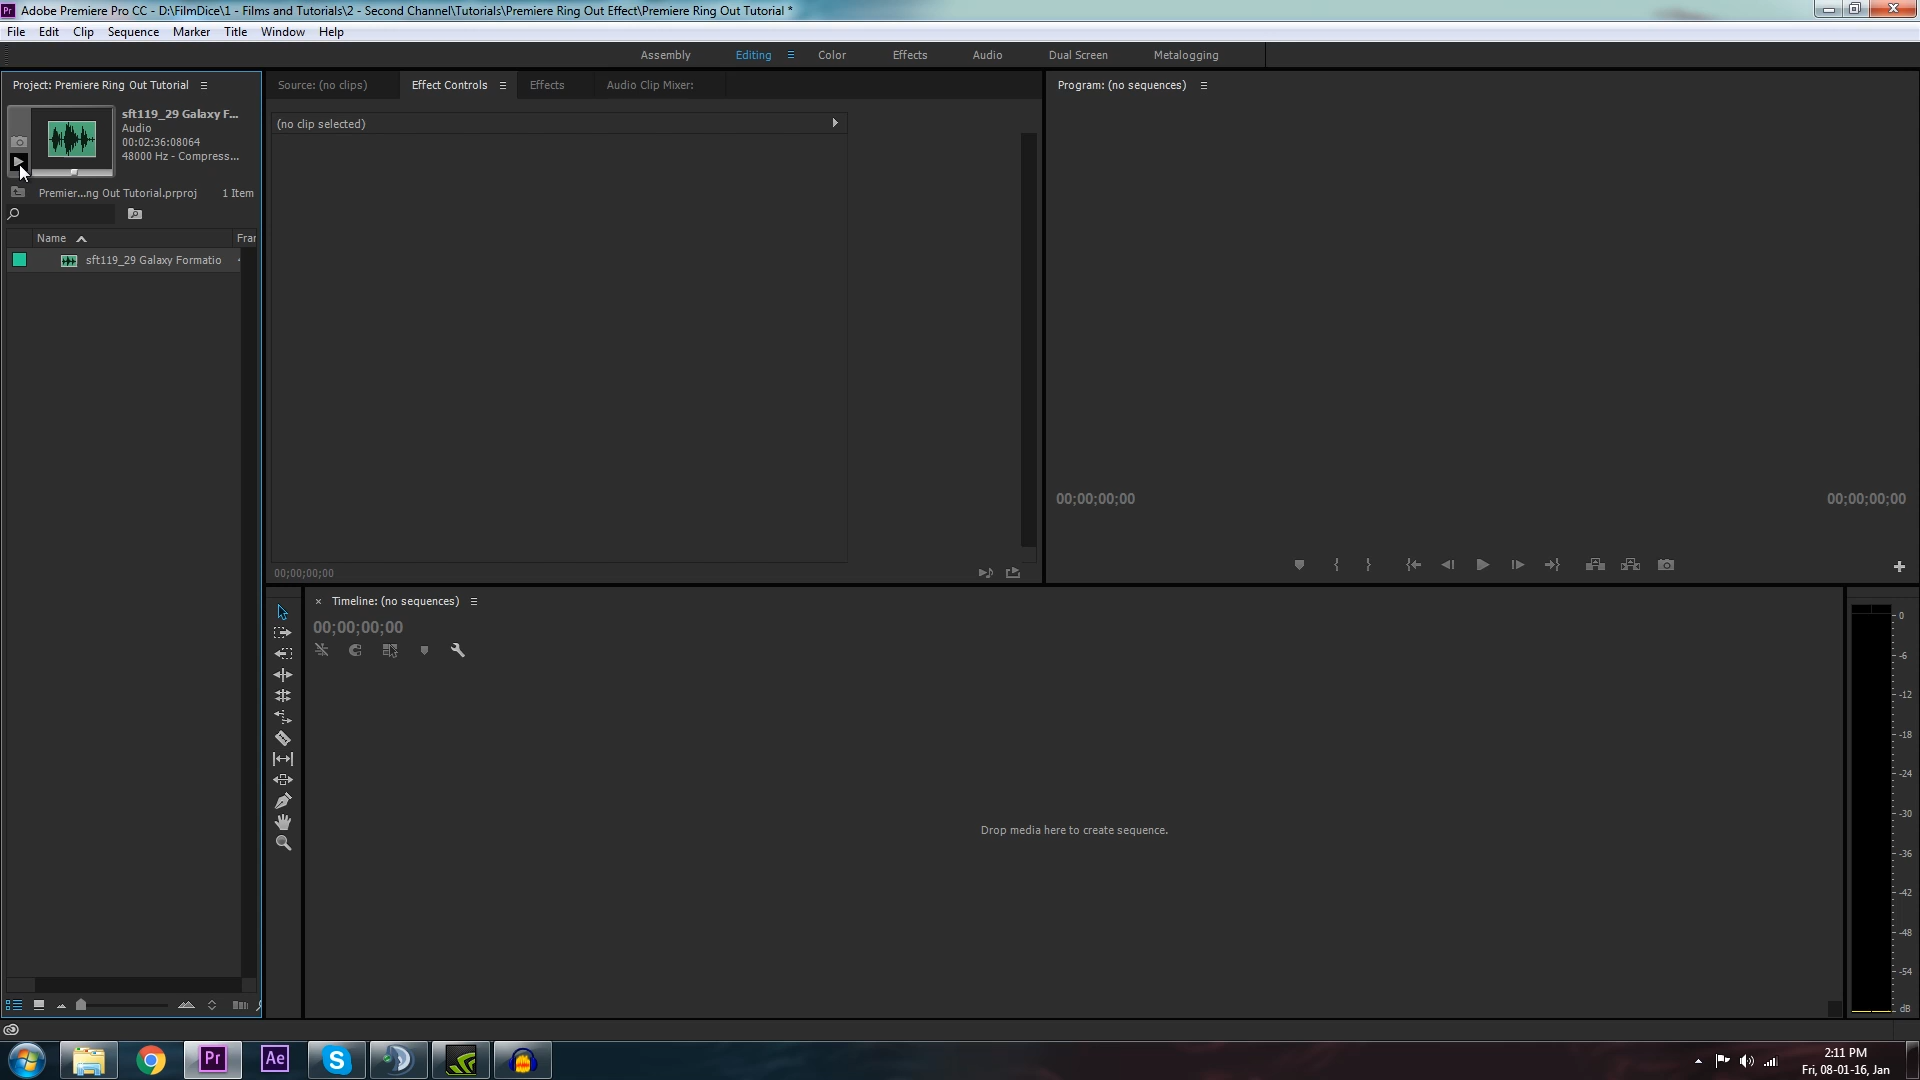 Pr Adobe Premiere Pro CC - D:\FilmDice\1 - Films and Tutorials\2 - Second Channel\Tutorials\Premiere Ring Out Effect\Premiere Ring Out Tutorial *
File Edit Clip Sequence Marker Title Window Help
Assembly Editing Color Effects Audio Dual Screen Metalogging
Project: Premiere Ring Out Tutorial
Source: (no clips) Effect Controls Effects Audio Clip Mixer:
Program: (no sequences)
sft119_29 Galaxy F...
Audio
00:02:36:08064
48000 Hz - Compress...
(no clip selected)
Premier...ng Out Tutorial.prproj 1 Item
Name Frar
sft119_29 Galaxy Formatio
00;00;00;00 00;00;00;00
00;00;00;00
Timeline: (no sequences)
00;00;00;00
Drop media here to create sequence.
0
-6
-12
-18
-24
-30
-36
-42
-48
-54
dB
Pr Ae S
2:11 PM
Fri, 08-01-16, Jan